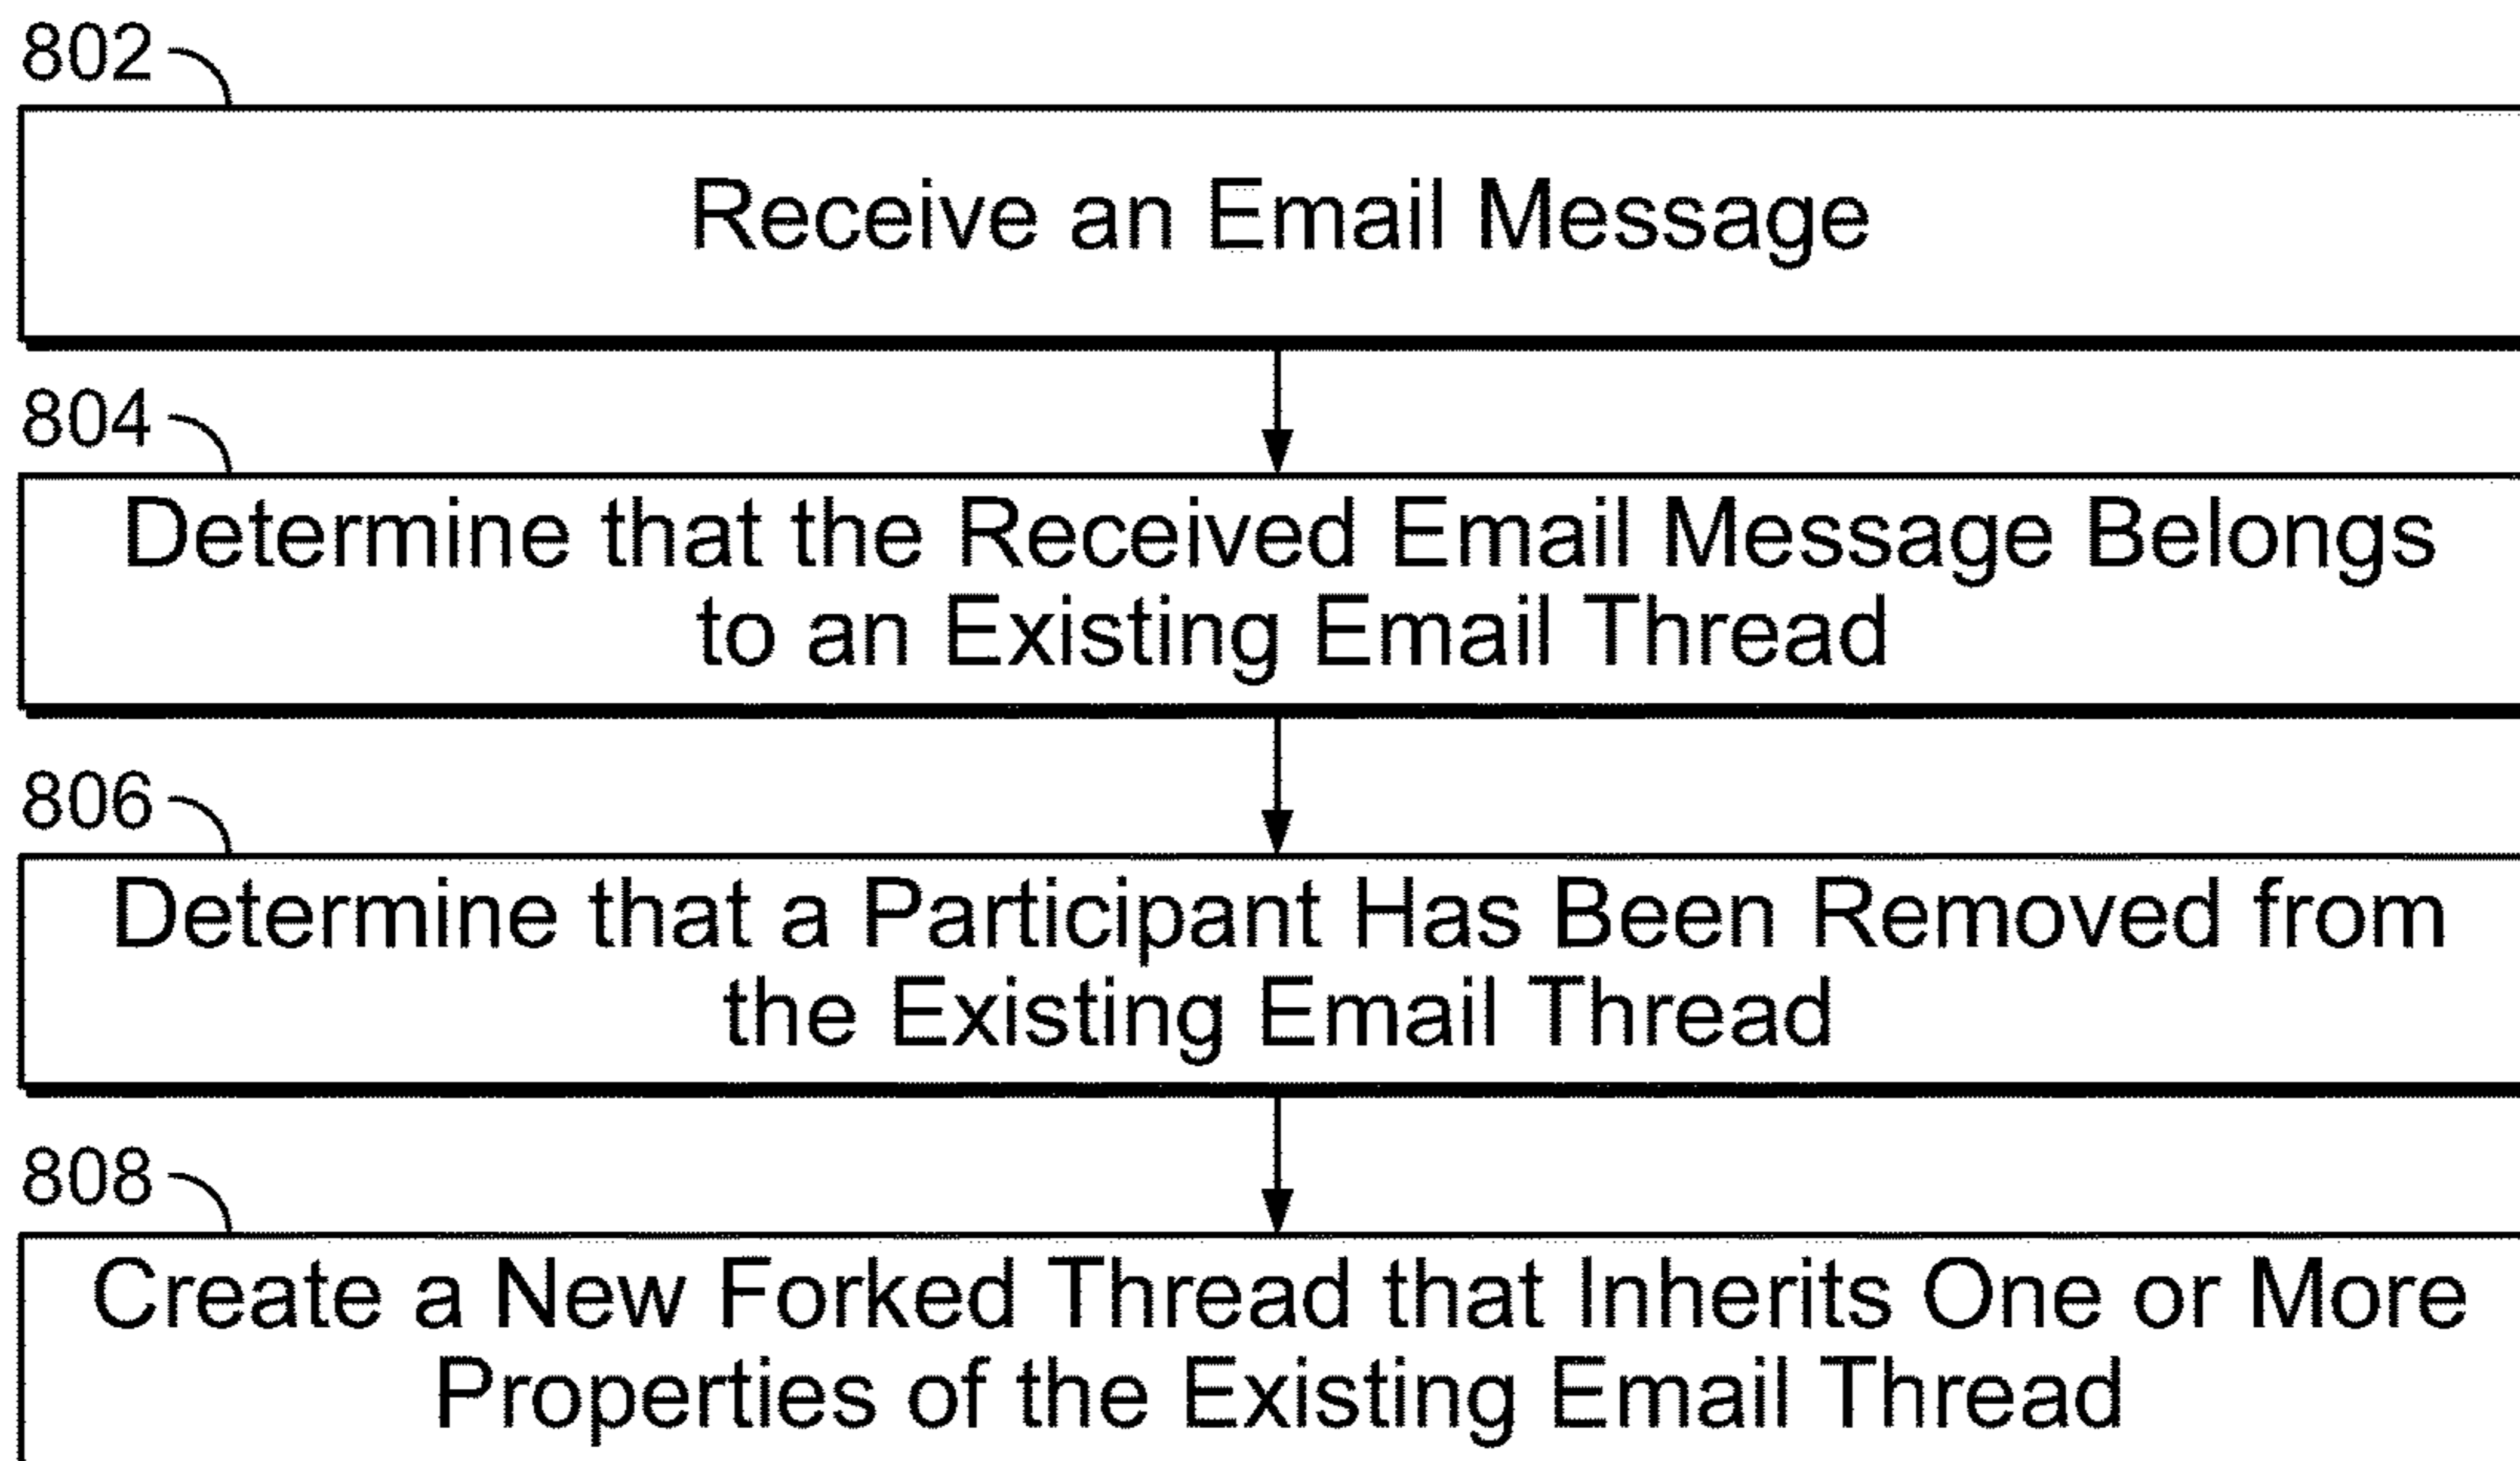 802
Receive an Email Message
804
Determine that the Received Email Message Belongs
to an Existing Email Thread
806
Determine that a Participant Has Been Removed from
the Existing Email Thread
808
Create a New Forked Thread that Inherits One or More
Properties of the Existing Email Thread